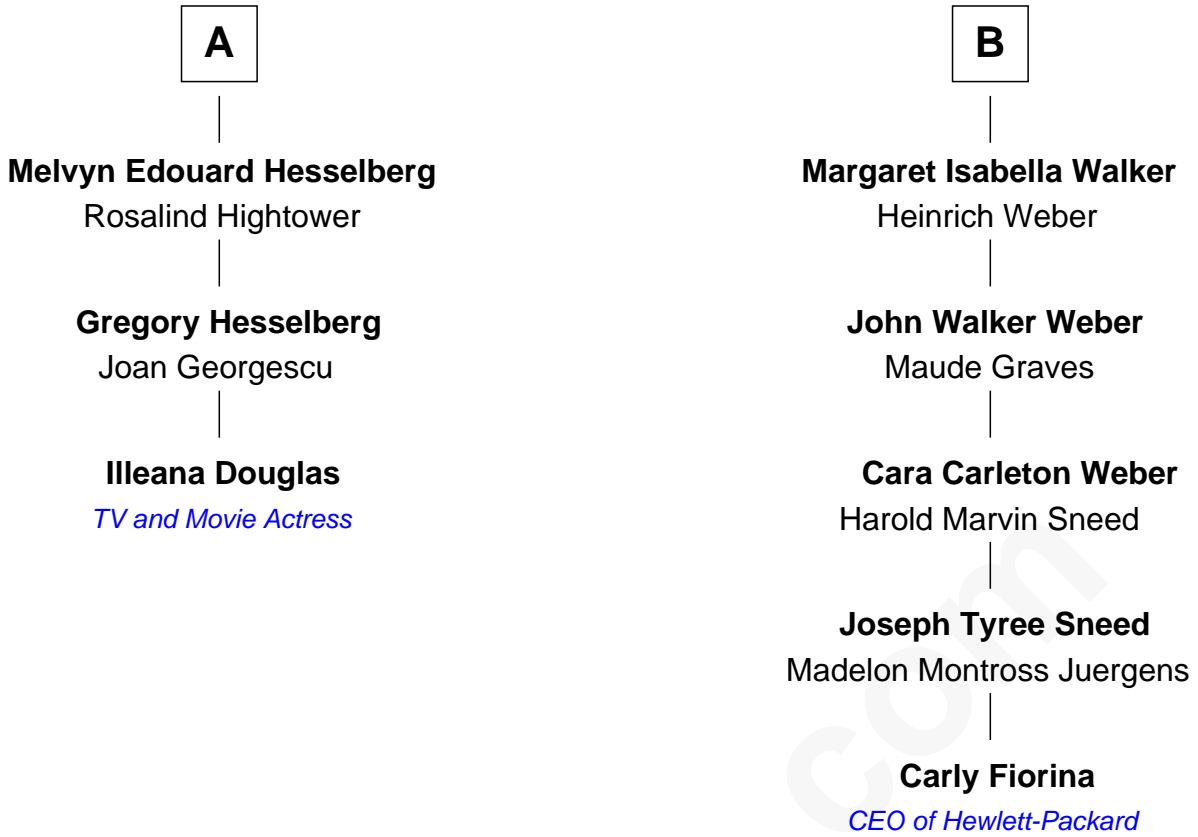 A
Melvyn Edouard Hesselberg
Rosalind Hightower
Gregory Hesselberg
Joan Georgescu
Illeana Douglas
TV and Movie Actress
B
Margaret Isabella Walker
Heinrich Weber
John Walker Weber
Maude Graves
Cara Carleton Weber
Harold Marvin Sneed
Joseph Tyree Sneed
Madelon Montross Juergens
Carly Fiorina
CEO of Hewlett-Packard
com